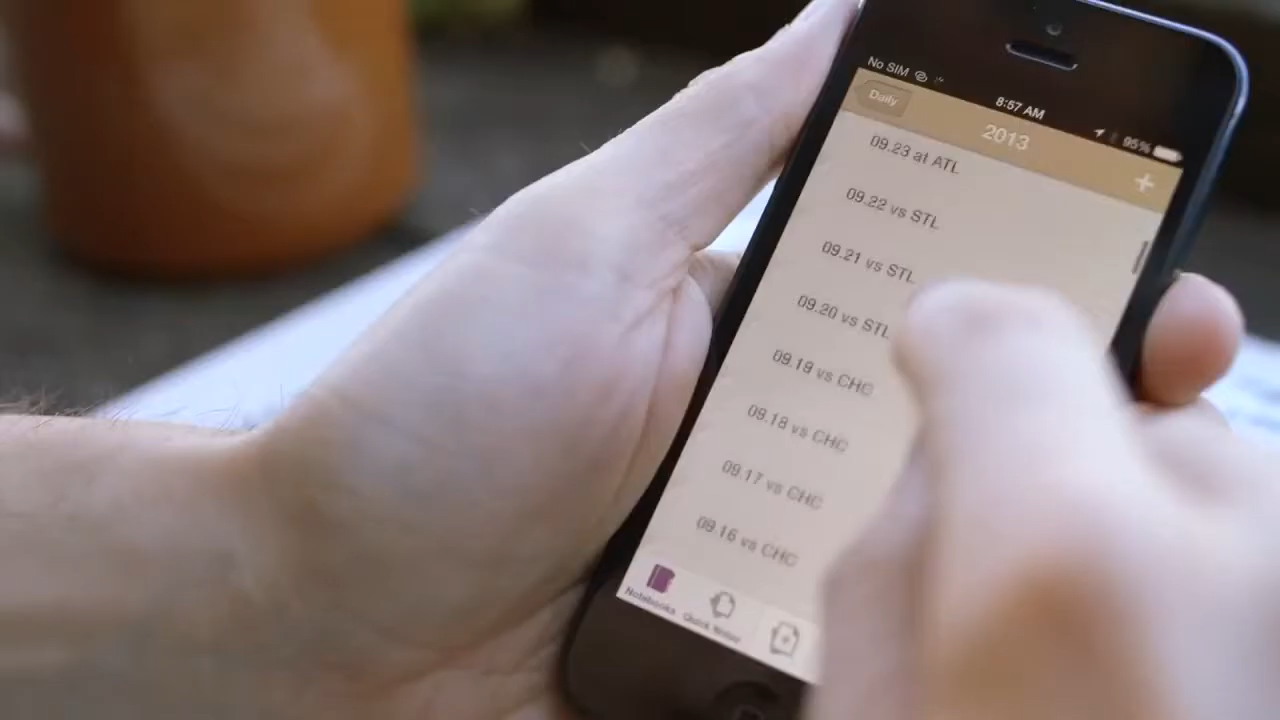 No SIM
8:57 AM
95%
Daily
2013
+
09.23 at ATL
09.22 vs STL
09.21 vs STL
09.20 vs STL
09.19 vs CHC
09.18 vs CHC
09.17 vs CHC
09.16 vs CHC
Notebooks
Quick Notes